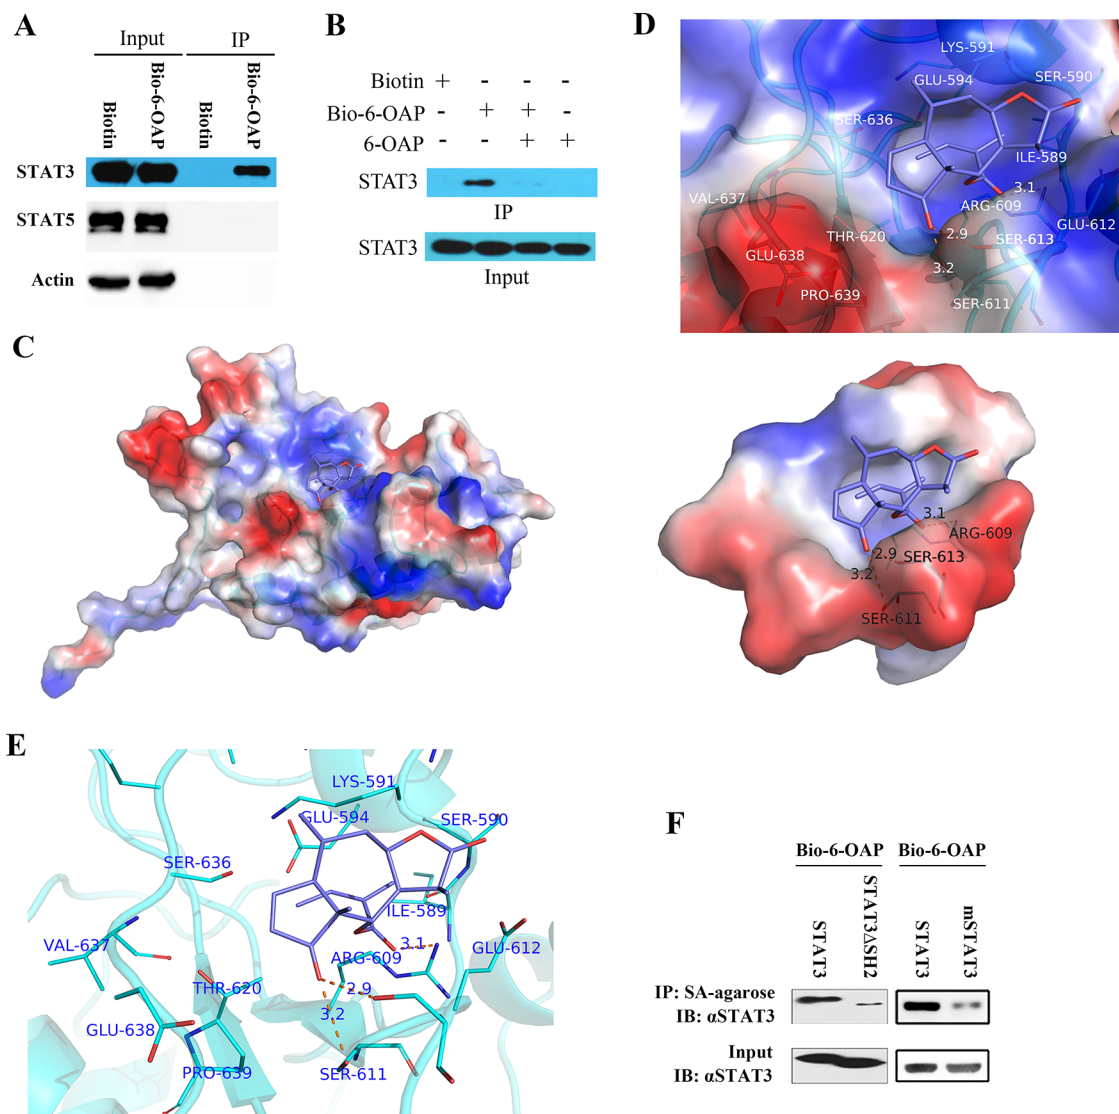 A
Input
IP
Biotin
Bio-6-OAP
Biotin
Bio-6-OAP
STAT3
STAT5
Actin
B
Biotin + - - -
Bio-6-OAP - + + -
6-OAP - - + +
STAT3
IP
STAT3
Input
C
D
LYS-591
GLU-594
SER-590
SER-636
ILE-589
3.1
VAL-637
ARG-609
GLU-612
THR-620
2.9
SER-613
GLU-638
3.2
PRO-639
SER-611
3.1
ARG-609
2.9
SER-613
3.2
SER-611
E
LYS-591
GLU-594
SER-590
SER-636
ILE-589
VAL-637
3.1
GLU-612
ARG-609
THR-620
2.9
3.2
GLU-638
PRO-639
SER-611
F
Bio-6-OAP
Bio-6-OAP
STAT3
STAT3ΔSH2
STAT3
mSTAT3
IP: SA-agarose
IB: αSTAT3
Input
IB: αSTAT3